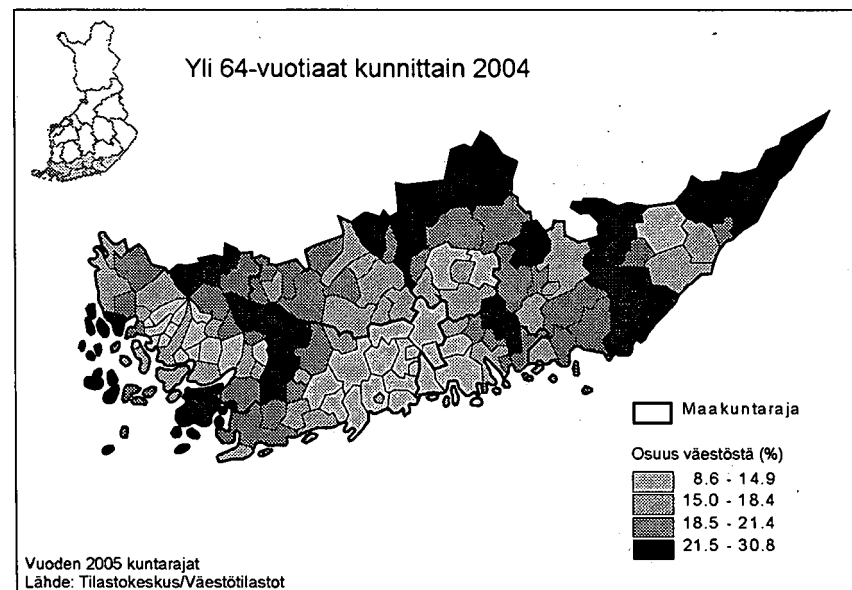 Yli 64-vuotiaat kunnittain 2004
Maakuntaraja
Osuus väestöstä (%)
8.6 - 14.9
15.0 - 18.4
18.5 - 21.4
21.5 - 30.8
Vuoden 2005 kuntarajat
Lähde: Tilastokeskus/Väestötilastot